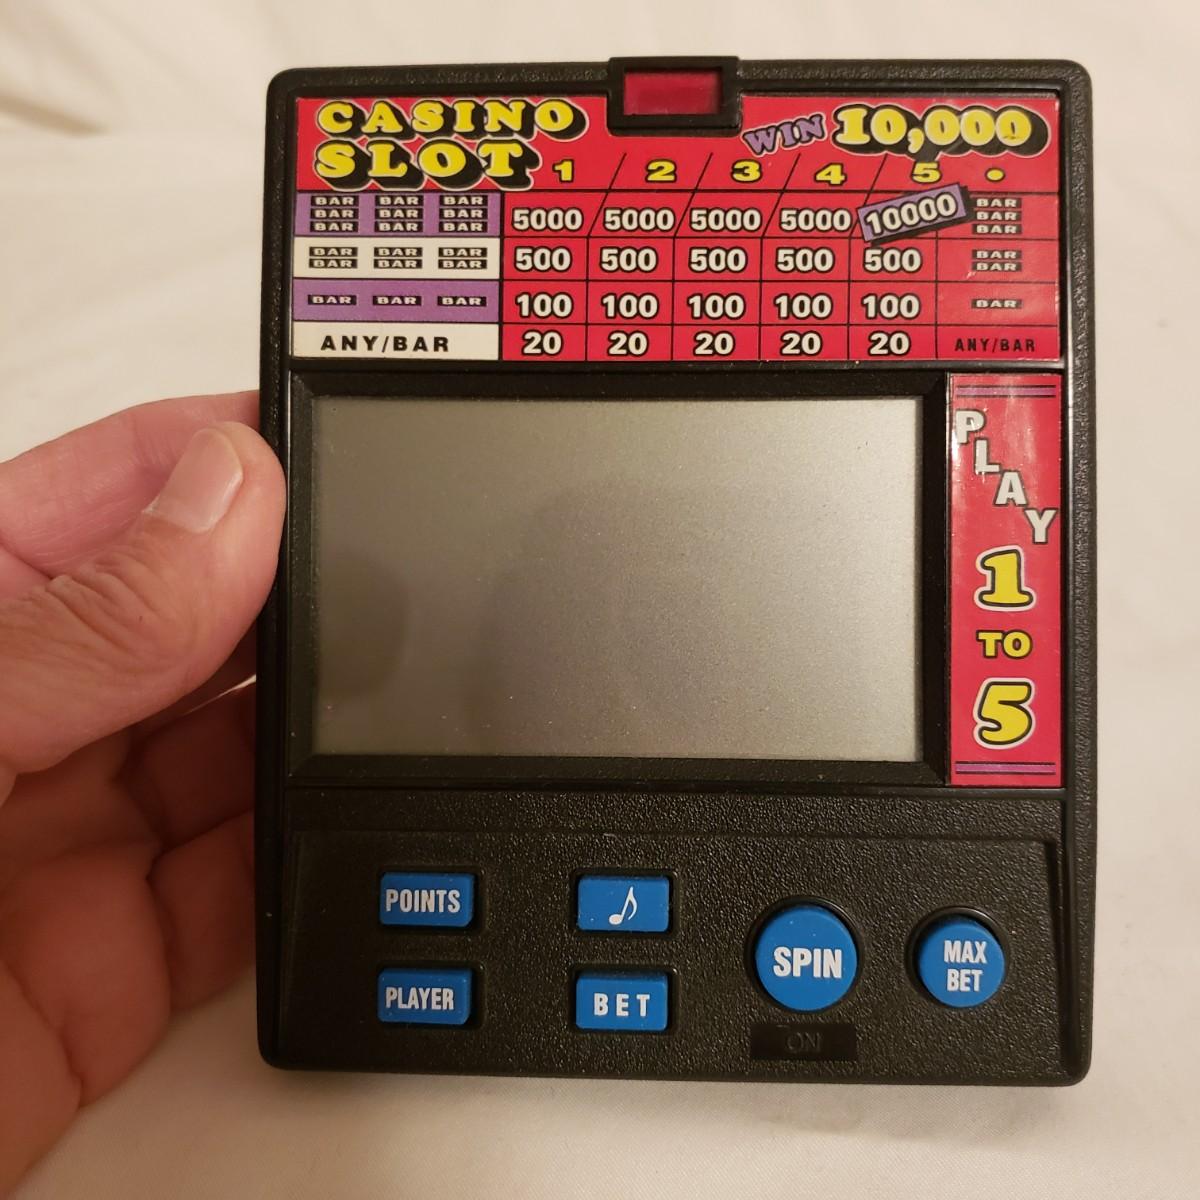 CASINO
SLOT
WIN 10,000
1 2 3 4 5
BAR BAR BAR
BAR BAR BAR
BAR BAR BAR
5000 5000 5000 5000 10000
BAR
BAR
BAR
BAR BAR BAR
BAR BAR BAR
500 500 500 500 500
BAR
BAR
BAR BAR BAR 100 100 100 100 100 BAR
ANY/BAR 20 20 20 20 20 ANY/BAR
PLAY
1
TO
5
POINTS
PLAYER
BET
SPIN
MAX
BET
ON